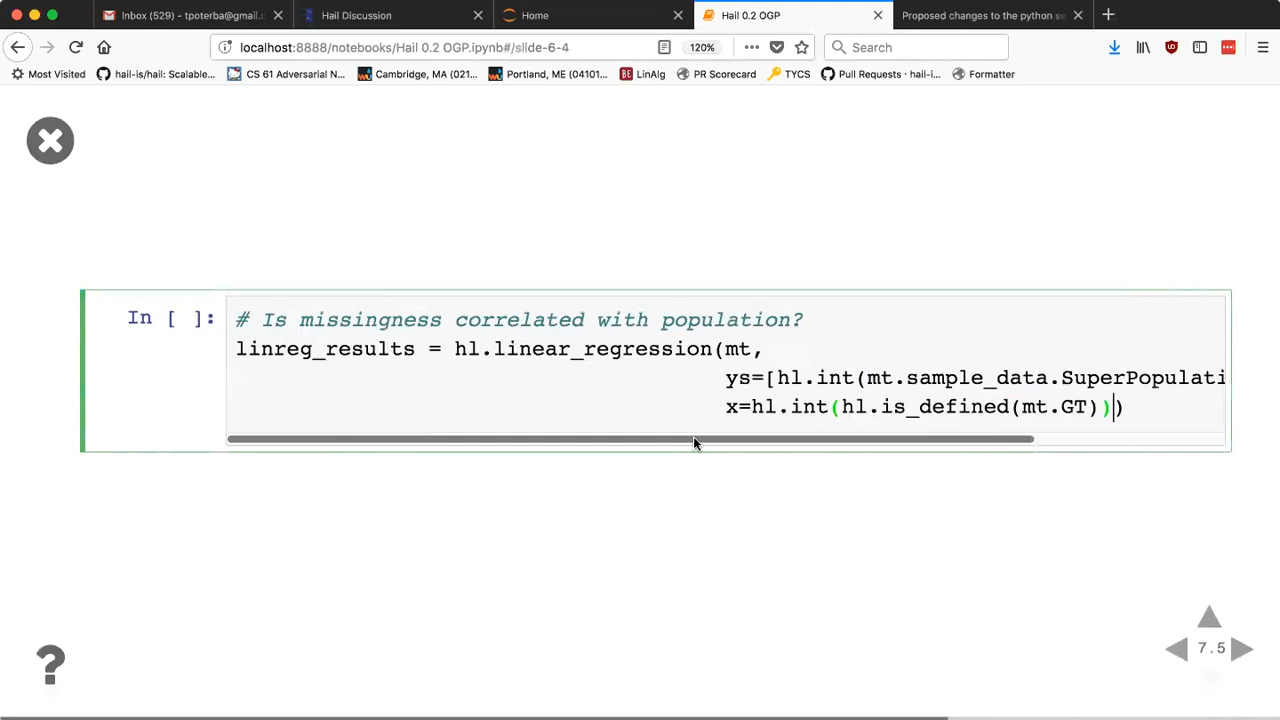 Inbox (529) - tpoterba@gmail.c
Hail Discussion
Home
Hail 0.2 OGP
Proposed changes to the python se
localhost:8888/notebooks/Hail 0.2 OGP.ipynb#/slide-6-4
120%
Search
Most Visited
hail-is/hail: Scalable...
CS 61 Adversarial N...
Cambridge, MA (021...
Portland, ME (04101...
BE LinAlg
PR Scorecard
TYCS
Pull Requests · hail-i...
Formatter
In [ ]:
# Is missingness correlated with population?
linreg_results = hl.linear_regression(mt,
ys=[hl.int(mt.sample_data.SuperPopulati
x=hl.int(hl.is_defined(mt.GT)))
?
7.5